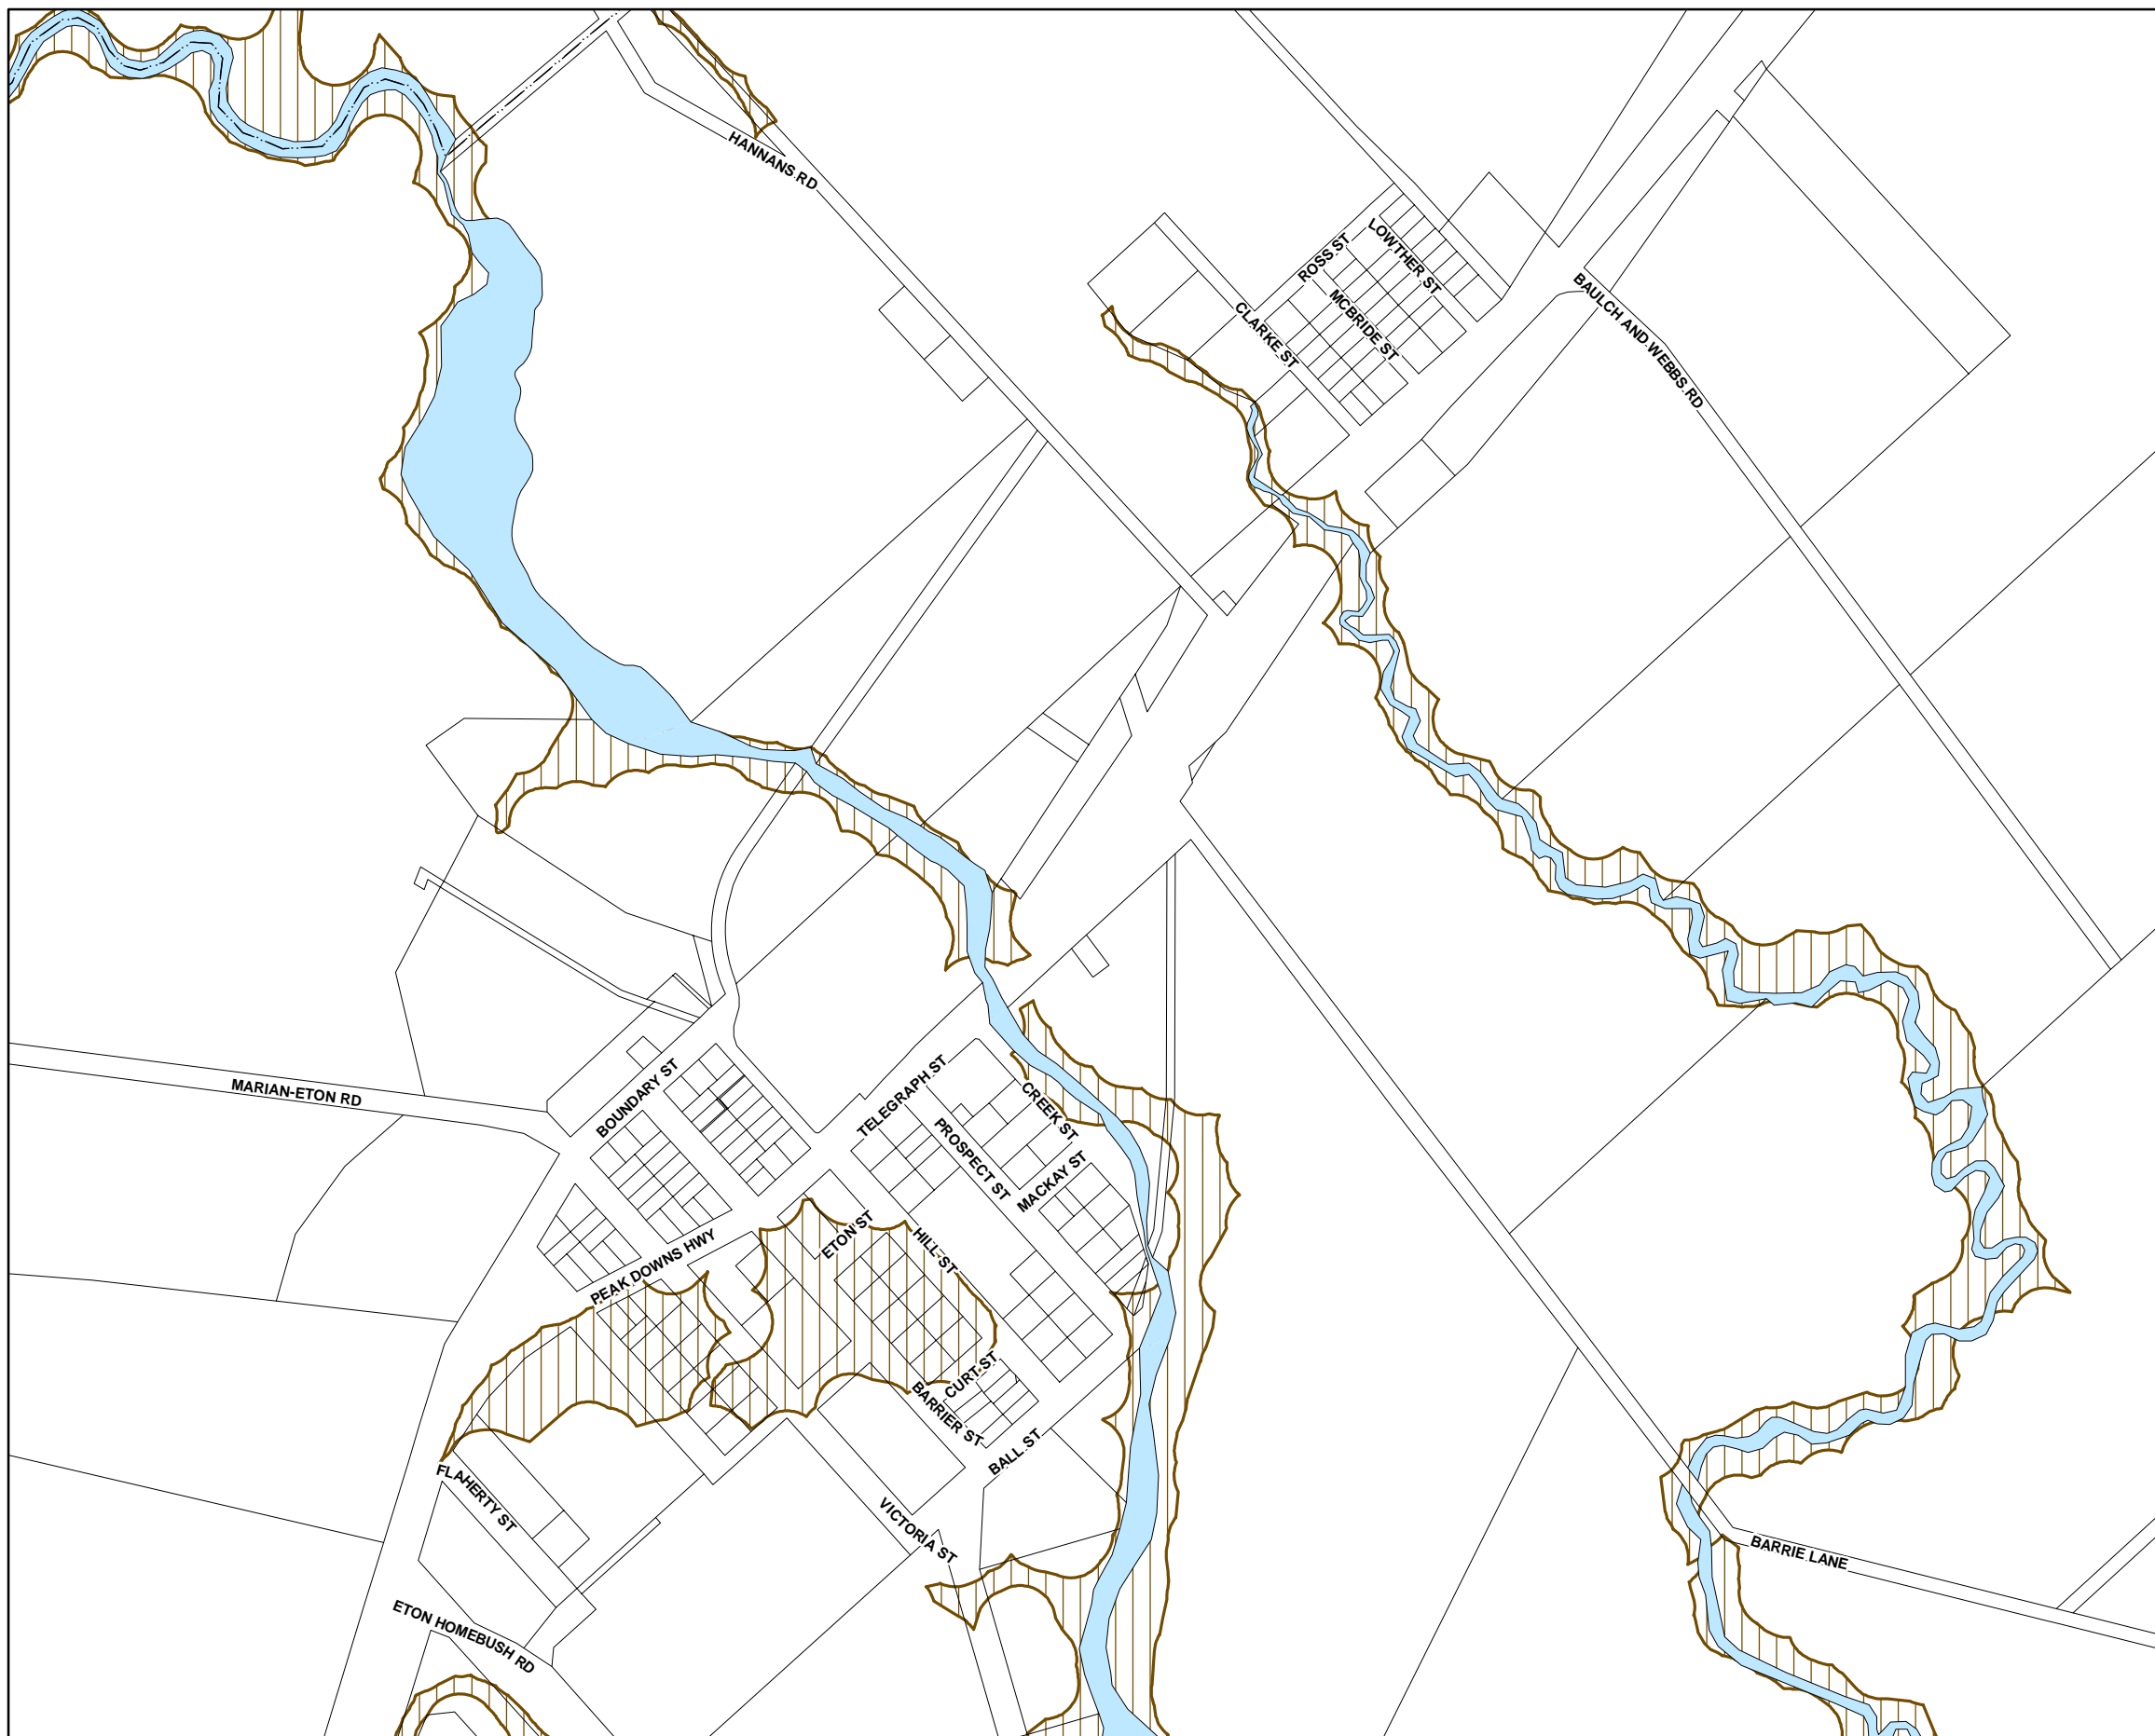 HANNANS RD
LOWTHER ST
ROSS ST
MCBRIDE ST
CLARKE ST
BAULCH AND WEBBS RD
MARIAN-ETON RD
BOUNDARY ST
TELEGRAPH ST
CREEK ST
PROSPECT ST
MACKAY ST
ETON ST
HILL ST
PEAK DOWNS HWY
CURT ST
BARRIER ST
BALL ST
FLAHERTY ST
VICTORIA ST
BARRIE LANE
ETON HOMEBUSH RD